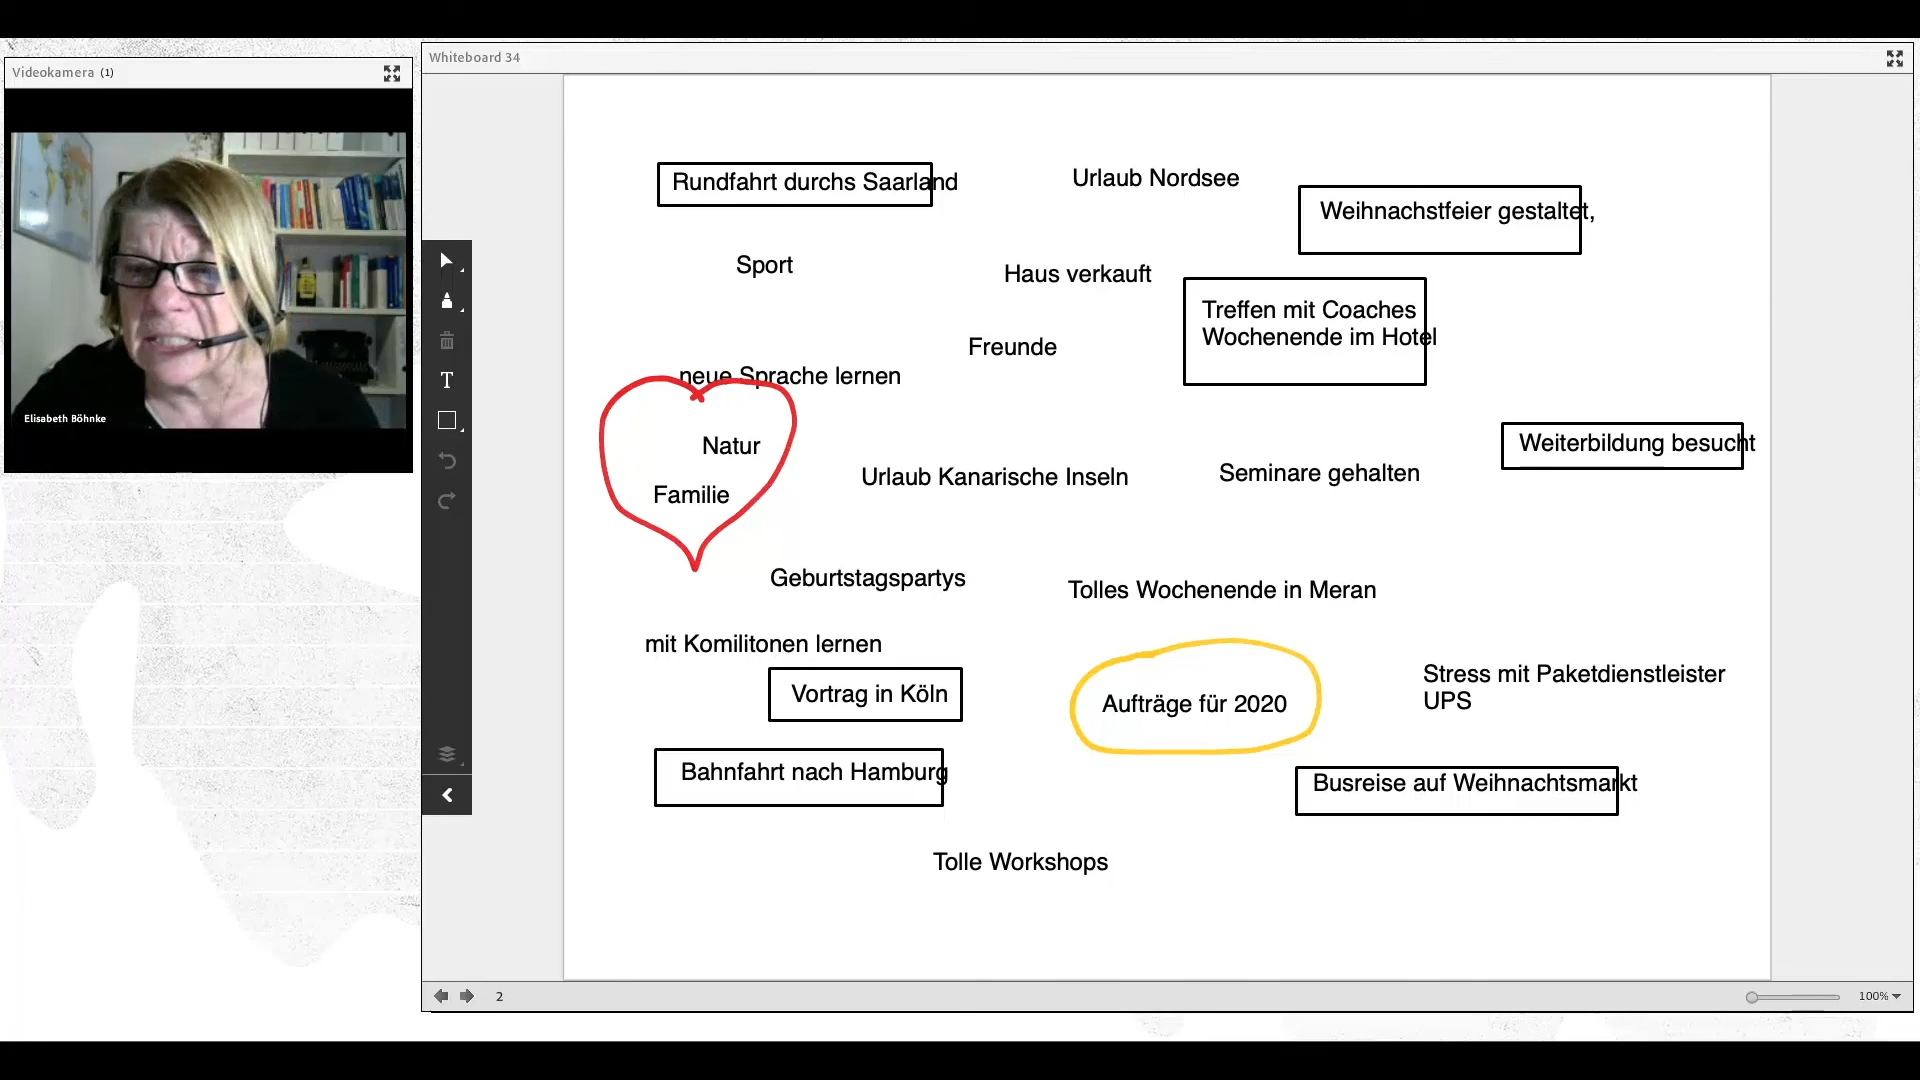 Whiteboard 34
Videokamera (1)
Elisabeth Böhnke
Rundfahrt durchs Saarland
Urlaub Nordsee
Weihnachstfeier gestaltet,
Sport
Haus verkauft
Treffen mit Coaches
Wochenende im Hotel
Freunde
neue Sprache lernen
Natur
Familie
Urlaub Kanarische Inseln
Seminare gehalten
Weiterbildung besucht
Geburtstagspartys
Tolles Wochenende in Meran
mit Komilitonen lernen
Vortrag in Köln
Aufträge für 2020
Stress mit Paketdienstleister
UPS
Bahnfahrt nach Hamburg
Busreise auf Weihnachtsmarkt
Tolle Workshops
T
2
100%